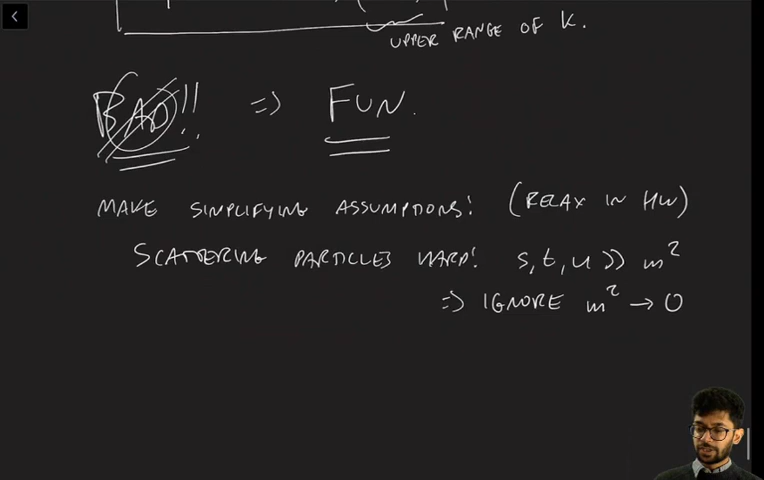 UPPER RANGE OF K.
BAD!! => FUN.
MAKE SIMPLIFYING ASSUMPTIONS! (RELAX IN HW)
SCATTERING PARTICLES HARD! s,t,u >> m²
=> IGNORE m² → 0